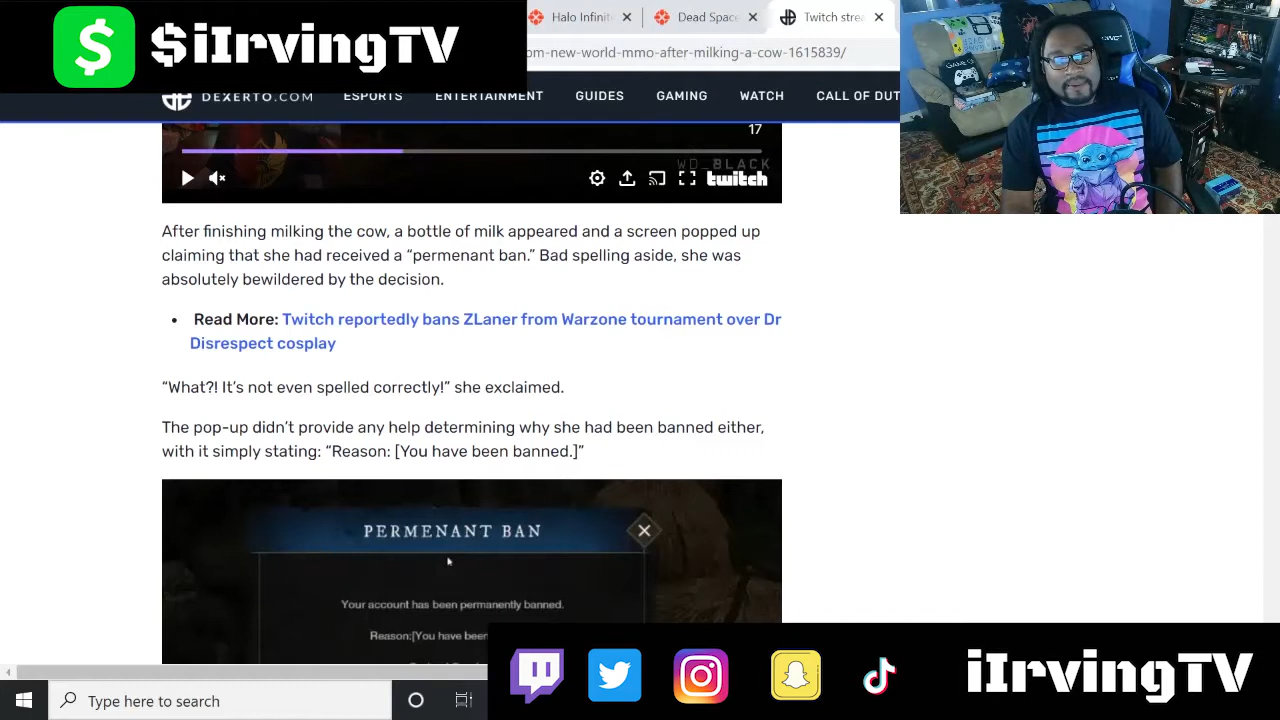 $iIrvingTV
Halo Infinit
Dead Space
Twitch strea
om-new-world-mmo-after-milking-a-cow-1615839/
DEXERTO.COM
ESPORTS
ENTERTAINMENT
GUIDES
GAMING
WATCH
CALL OF DUT
17
WD_BLACK
twitch
After finishing milking the cow, a bottle of milk appeared and a screen popped up
claiming that she had received a “permenant ban.” Bad spelling aside, she was
absolutely bewildered by the decision.
Read More: Twitch reportedly bans ZLaner from Warzone tournament over Dr
Disrespect cosplay
“What?! It’s not even spelled correctly!” she exclaimed.
The pop-up didn’t provide any help determining why she had been banned either,
with it simply stating: “Reason: [You have been banned.]”
PERMENANT BAN
Your account has been permanently banned.
Reason:[You have been
iIrvingTV
Type here to search